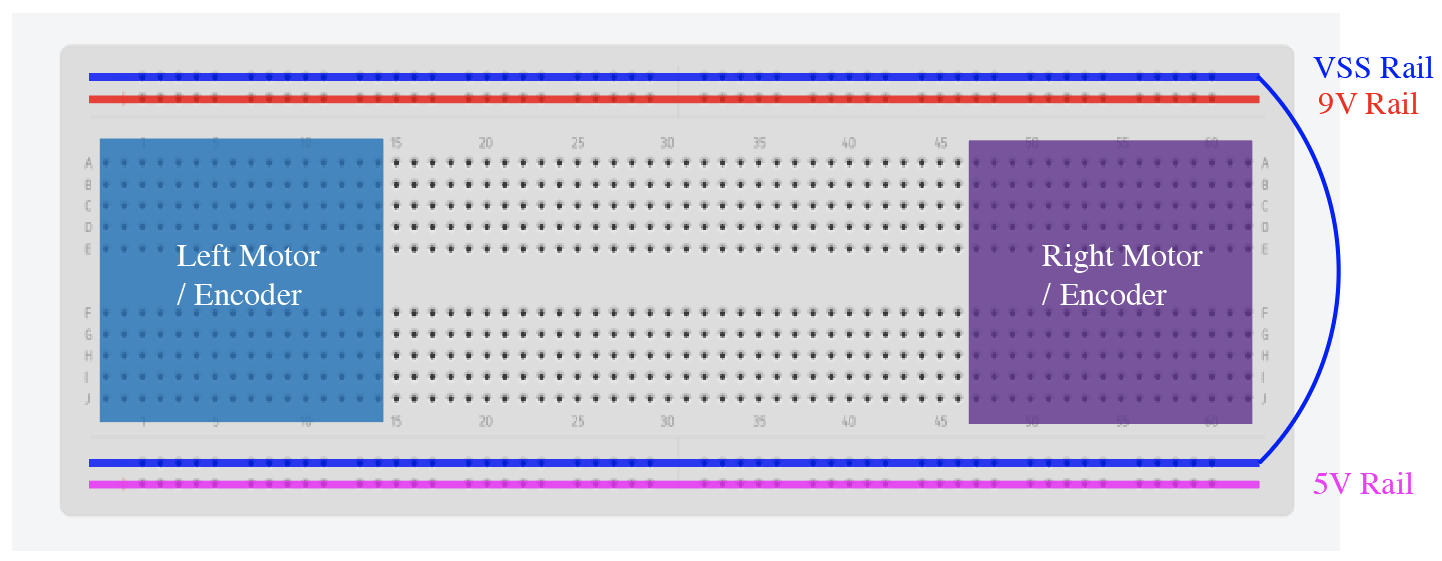 VSS Rail
9V Rail
1 5 10 15 20 25 30 35 40 45 50 55 60
A A
B B
C C
D D
E E
Left Motor
/ Encoder
Right Motor
/ Encoder
F F
G G
H H
I I
J J
1 5 10 15 20 25 30 35 40 45 50 55 60
5V Rail